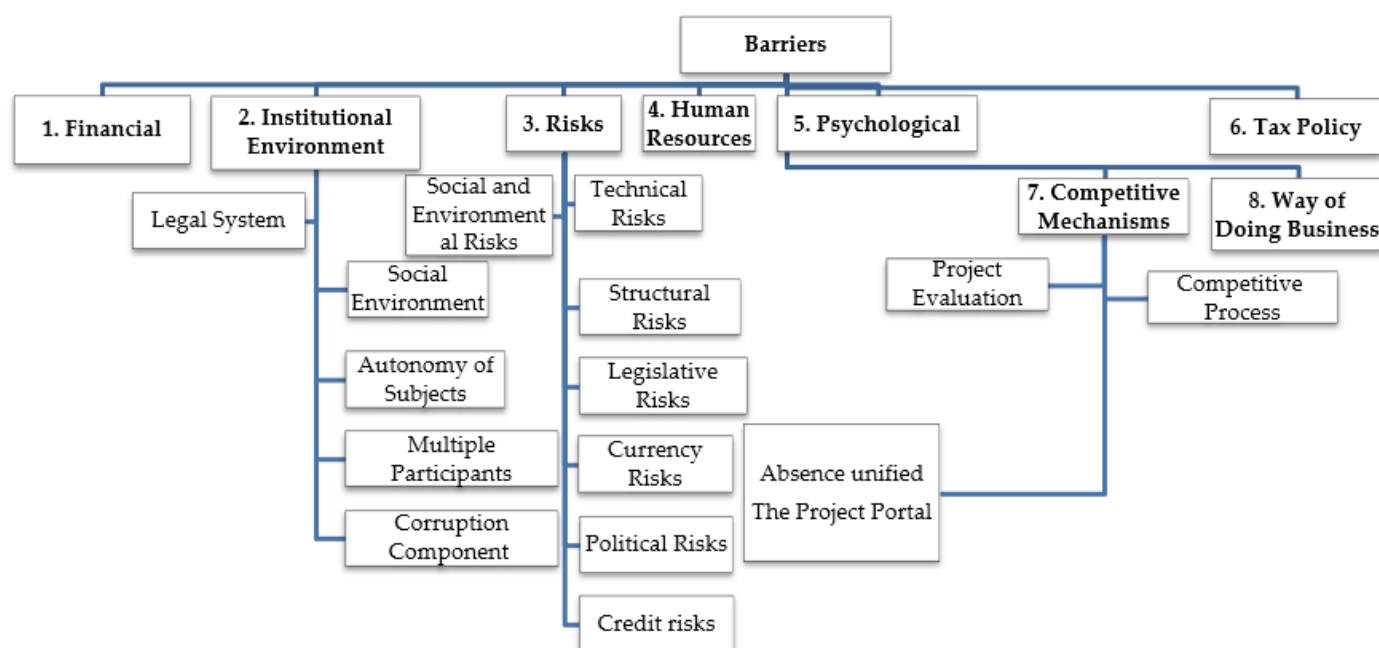 Barriers
1. Financial
2. Institutional
Environment
3. Risks
4. Human
Resources
5. Psychological
6. Tax Policy
7. Competitive
Mechanisms
8. Way of
Doing Business
Legal System
Social
Environment
Autonomy of
Subjects
Multiple
Participants
Corruption
Component
Social and
Environment
al Risks
Technical
Risks
Structural
Risks
Legislative
Risks
Currency
Risks
Political Risks
Credit risks
Project
Evaluation
Competitive
Process
Absence unified
The Project Portal